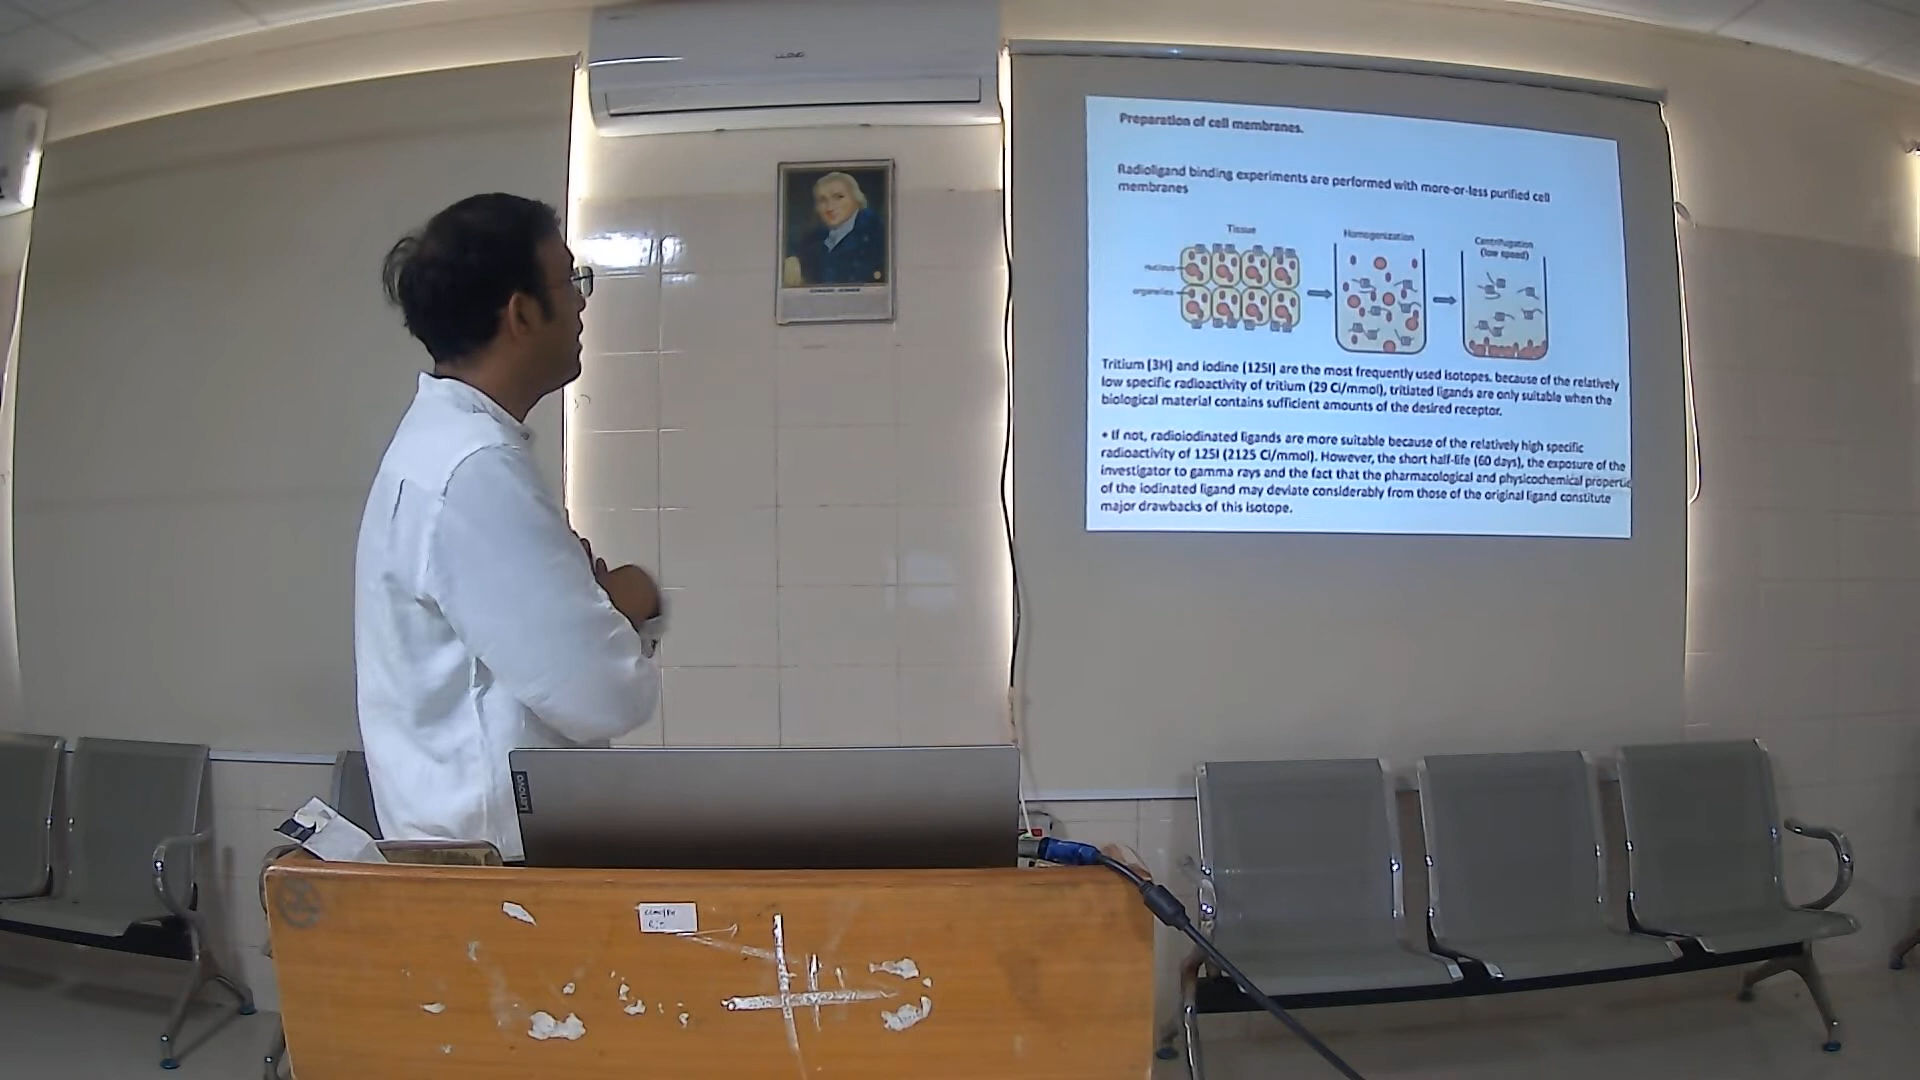 LLOYD
EDWARD JENNER
Preparation of cell membranes.
Radioligand binding experiments are performed with more-or-less purified cell
membranes
Tissue
Homogenization
Centrifugation
(low speed)
nucleus
organelles
Tritium [3H] and iodine [125I] are the most frequently used isotopes. because of the relatively
low specific radioactivity of tritium (29 Ci/mmol), tritiated ligands are only suitable when the
biological material contains sufficient amounts of the desired receptor.
• If not, radioiodinated ligands are more suitable because of the relatively high specific
radioactivity of 125I (2125 Ci/mmol). However, the short half-life (60 days), the exposure of the
investigator to gamma rays and the fact that the pharmacological and physicochemical propertie
of the iodinated ligand may deviate considerably from those of the original ligand constitute
major drawbacks of this isotope.
Lenovo